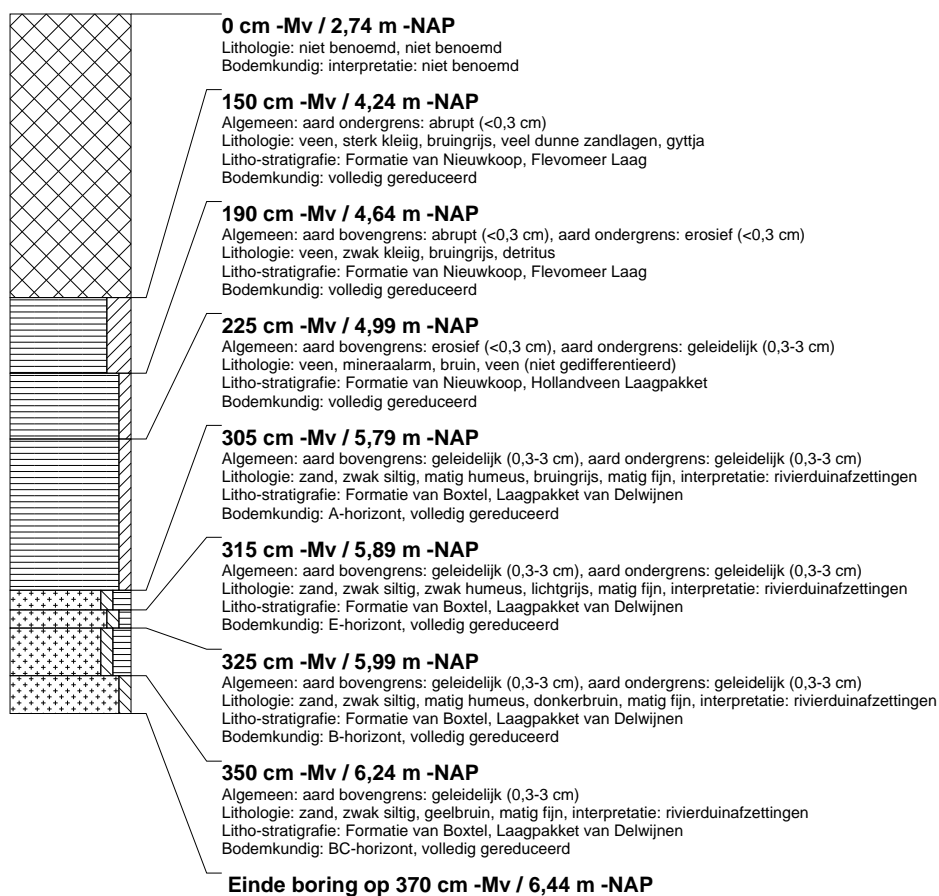 0 cm -Mv / 2,74 m -NAP
Lithologie: niet benoemd, niet benoemd
Bodemkundig: interpretatie: niet benoemd
150 cm -Mv / 4,24 m -NAP
Algemeen: aard ondergrens: abrupt (<0,3 cm)
Lithologie: veen, sterk kleiig, bruingrijs, veel dunne zandlagen, gyttja
Litho-stratigrafie: Formatie van Nieuwkoop, Flevomeer Laag
Bodemkundig: volledig gereduceerd
190 cm -Mv / 4,64 m -NAP
Algemeen: aard bovengrens: abrupt (<0,3 cm), aard ondergrens: erosief (<0,3 cm)
Lithologie: veen, zwak kleiig, bruingrijs, detritus
Litho-stratigrafie: Formatie van Nieuwkoop, Flevomeer Laag
Bodemkundig: volledig gereduceerd
225 cm -Mv / 4,99 m -NAP
Algemeen: aard bovengrens: erosief (<0,3 cm), aard ondergrens: geleidelijk (0,3-3 cm)
Lithologie: veen, mineraalarm, bruin, veen (niet gedifferentieerd)
Litho-stratigrafie: Formatie van Nieuwkoop, Hollandveen Laagpakket
Bodemkundig: volledig gereduceerd
305 cm -Mv / 5,79 m -NAP
Algemeen: aard bovengrens: geleidelijk (0,3-3 cm), aard ondergrens: geleidelijk (0,3-3 cm)
Lithologie: zand, zwak siltig, matig humeus, bruingrijs, matig fijn, interpretatie: rivierduinafzettingen
Litho-stratigrafie: Formatie van Boxtel, Laagpakket van Delwijnen
Bodemkundig: A-horizont, volledig gereduceerd
315 cm -Mv / 5,89 m -NAP
Algemeen: aard bovengrens: geleidelijk (0,3-3 cm), aard ondergrens: geleidelijk (0,3-3 cm)
Lithologie: zand, zwak siltig, zwak humeus, lichtgrijs, matig fijn, interpretatie: rivierduinafzettingen
Litho-stratigrafie: Formatie van Boxtel, Laagpakket van Delwijnen
Bodemkundig: E-horizont, volledig gereduceerd
325 cm -Mv / 5,99 m -NAP
Algemeen: aard bovengrens: geleidelijk (0,3-3 cm), aard ondergrens: geleidelijk (0,3-3 cm)
Lithologie: zand, zwak siltig, matig humeus, donkerbruin, matig fijn, interpretatie: rivierduinafzettingen
Litho-stratigrafie: Formatie van Boxtel, Laagpakket van Delwijnen
Bodemkundig: B-horizont, volledig gereduceerd
350 cm -Mv / 6,24 m -NAP
Algemeen: aard bovengrens: geleidelijk (0,3-3 cm)
Lithologie: zand, zwak siltig, geelbruin, matig fijn, interpretatie: rivierduinafzettingen
Litho-stratigrafie: Formatie van Boxtel, Laagpakket van Delwijnen
Bodemkundig: BC-horizont, volledig gereduceerd
Einde boring op 370 cm -Mv / 6,44 m -NAP